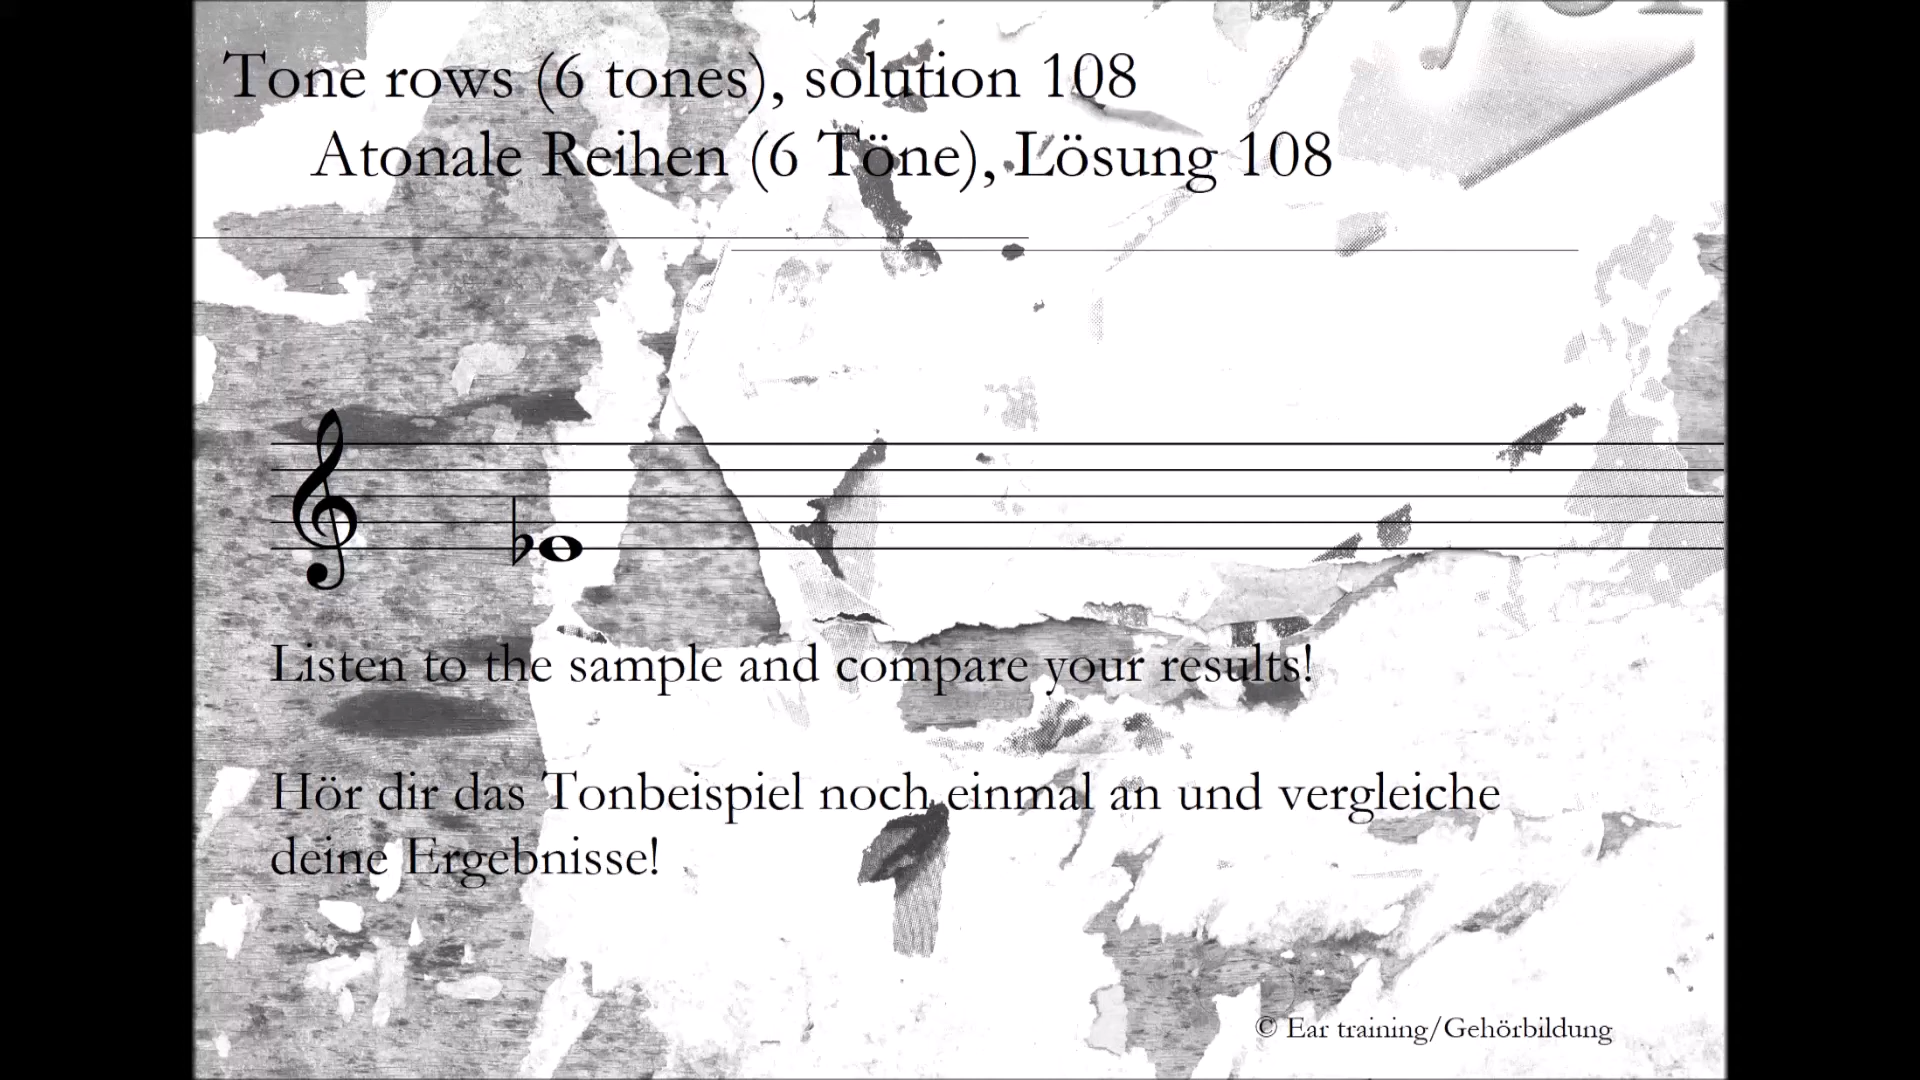 Tone rows (6 tones), solution 108
Atonale Reihen (6 Töne), Lösung 108
Listen to the sample and compare your results!
Hör dir das Tonbeispiel noch einmal an und vergleiche
deine Ergebnisse!
© Ear training/Gehörbildung